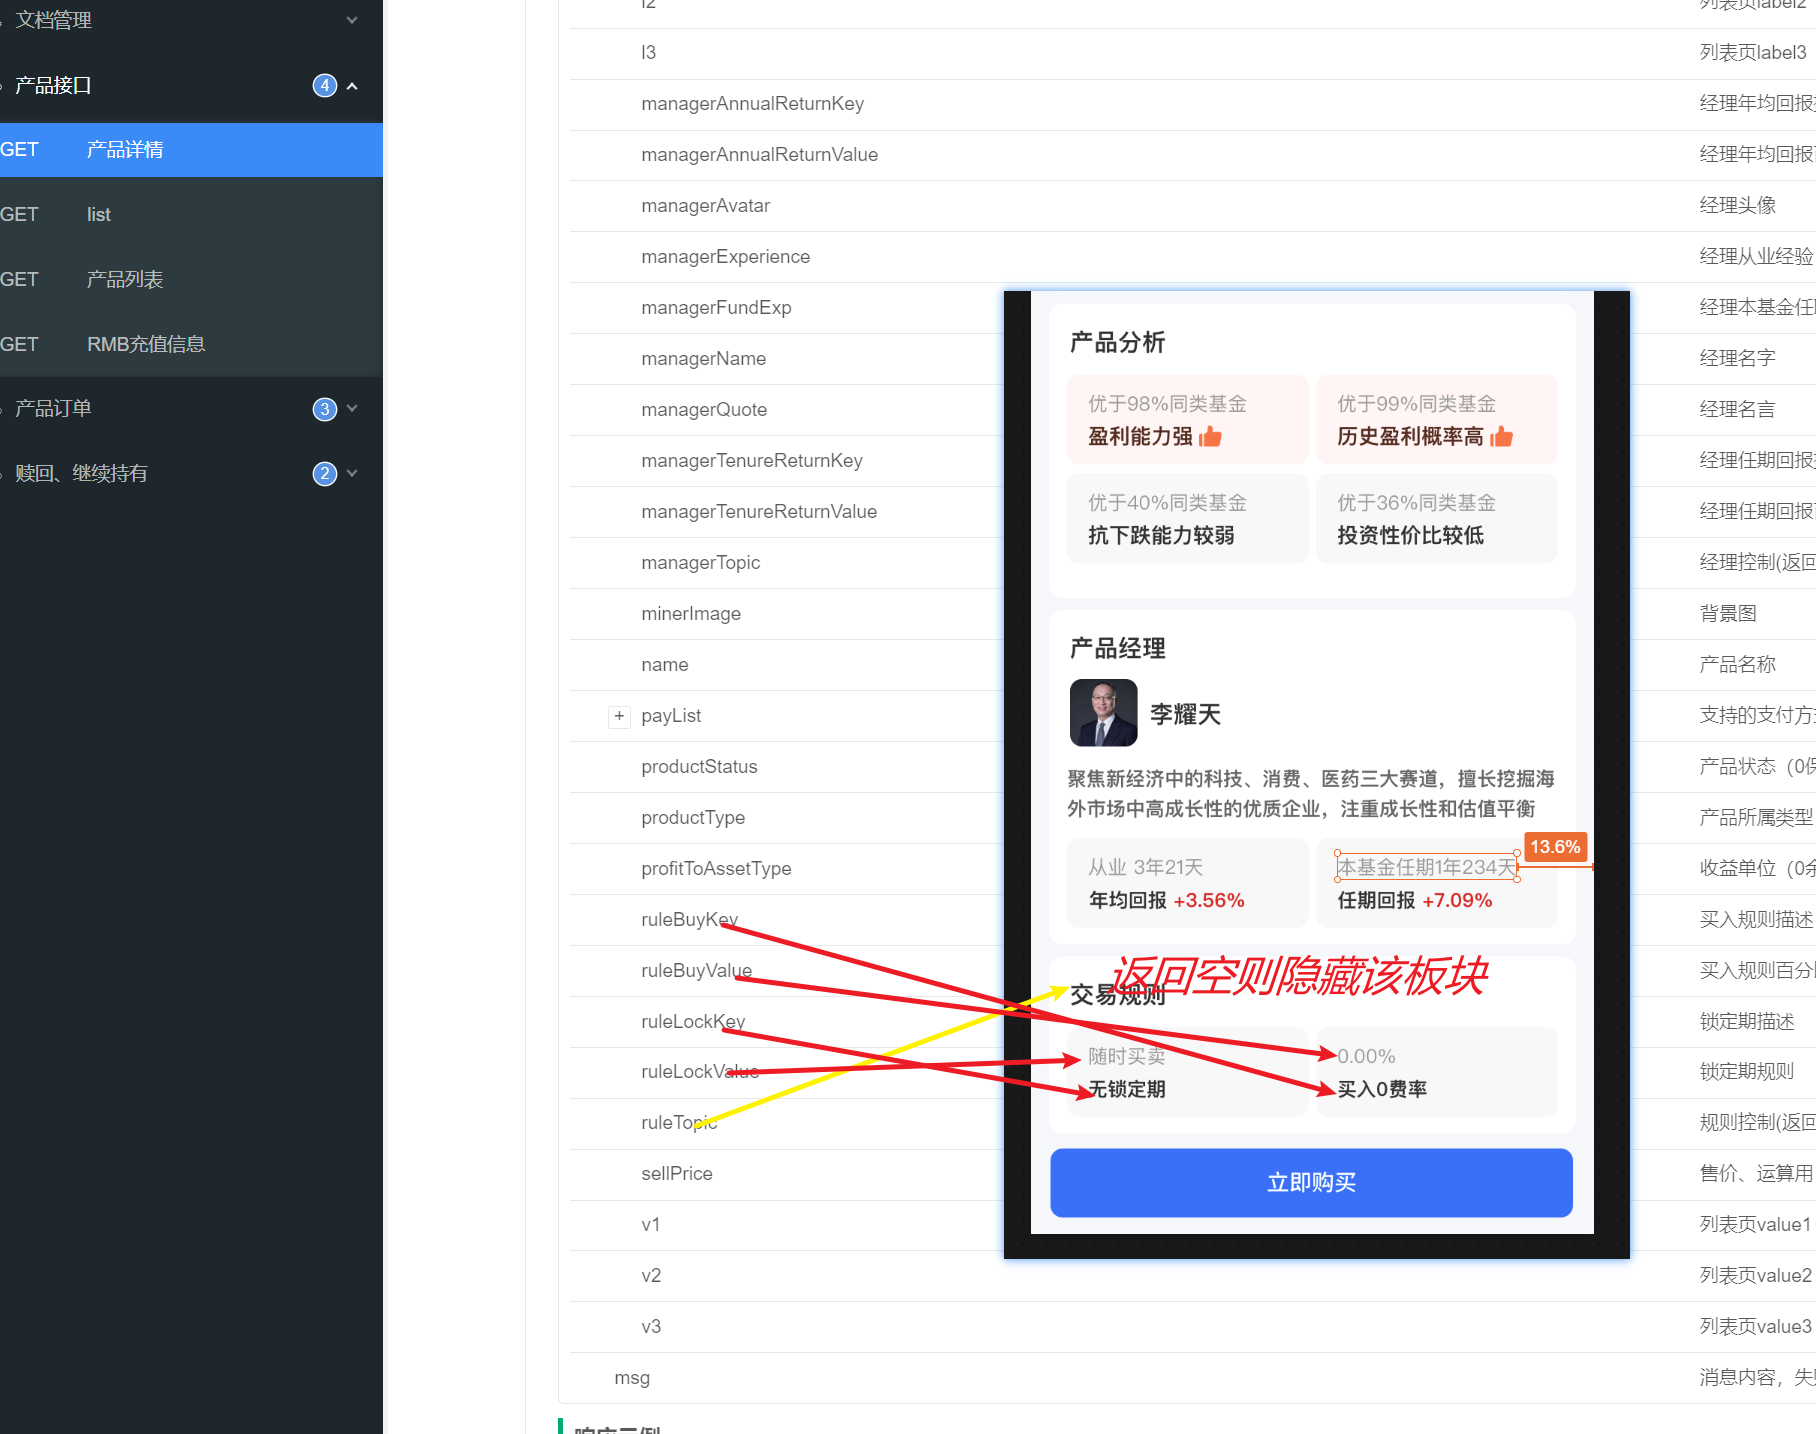 文档管理
产品接口 4
GET 产品详情
GET list
GET 产品列表
GET RMB充值信息
产品订单 3
赎回、继续持有 2
l2 列表页label2
l3 列表页label3
managerAnnualReturnKey 经理年均回报
managerAnnualReturnValue 经理年均回报
managerAvatar 经理头像
managerExperience 经理从业经验
managerFundExp 经理本基金任
managerName 经理名字
managerQuote 经理名言
managerTenureReturnKey 经理任期回报
managerTenureReturnValue 经理任期回报
managerTopic 经理控制(返回
minerImage 背景图
name 产品名称
+ payList 支持的支付方
productStatus 产品状态（0保
productType 产品所属类型
profitToAssetType 收益单位（0余
ruleBuyKey 买入规则描述
ruleBuyValue 买入规则百分
ruleLockKey 锁定期描述
ruleLockValue 锁定期规则
ruleTopic 规则控制(返回
sellPrice 售价、运算用
v1 列表页value1
v2 列表页value2
v3 列表页value3
msg 消息内容，失
响应示例
产品分析
优于98%同类基金
盈利能力强
优于99%同类基金
历史盈利概率高
优于40%同类基金
抗下跌能力较弱
优于36%同类基金
投资性价比较低
产品经理
李耀天
聚焦新经济中的科技、消费、医药三大赛道，擅长挖掘海
外市场中高成长性的优质企业，注重成长性和估值平衡
13.6%
从业 3年21天
年均回报 +3.56%
本基金任期1年234天
任期回报 +7.09%
返回空则隐藏该板块
交易规则
随时买卖
无锁定期
0.00%
买入0费率
立即购买